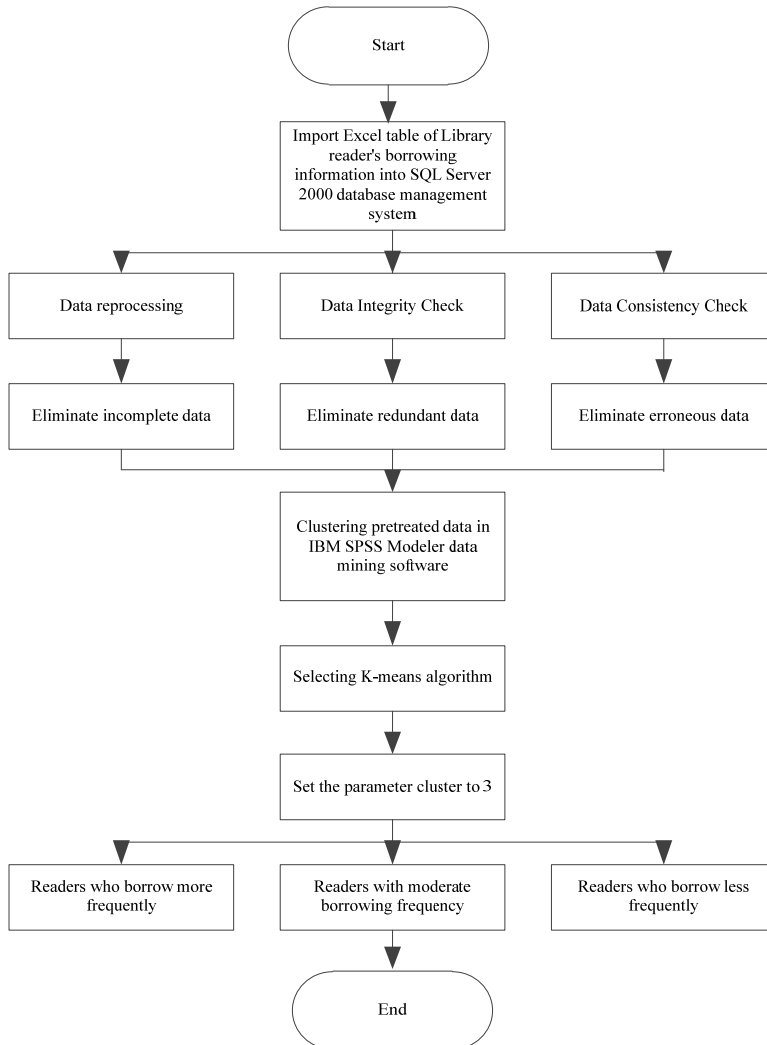 Start
Import Excel table of Library
reader's borrowing
information into SQL Server
2000 database management
system
Data reprocessing
Data Integrity Check
Data Consistency Check
Eliminate incomplete data
Eliminate redundant data
Eliminate erroneous data
Clustering pretreated data in
IBM SPSS Modeler data
mining software
Selecting K-means algorithm
Set the parameter cluster to 3
Readers who borrow more
frequently
Readers with moderate
borrowing frequency
Readers who borrow less
frequently
End